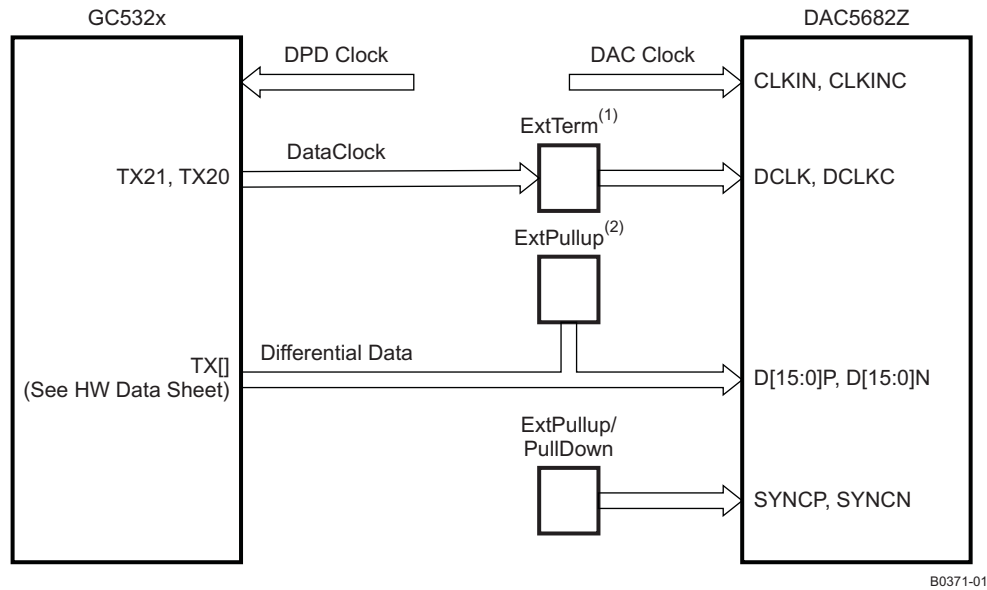 GC532x
DAC5682Z
DPD Clock
DAC Clock
CLKIN, CLKINC
ExtTerm(1)
DataClock
TX21, TX20
DCLK, DCLKC
ExtPullup(2)
Differential Data
TX[]
(See HW Data Sheet)
D[15:0]P, D[15:0]N
ExtPullup/
PullDown
SYNCP, SYNCN
B0371-01